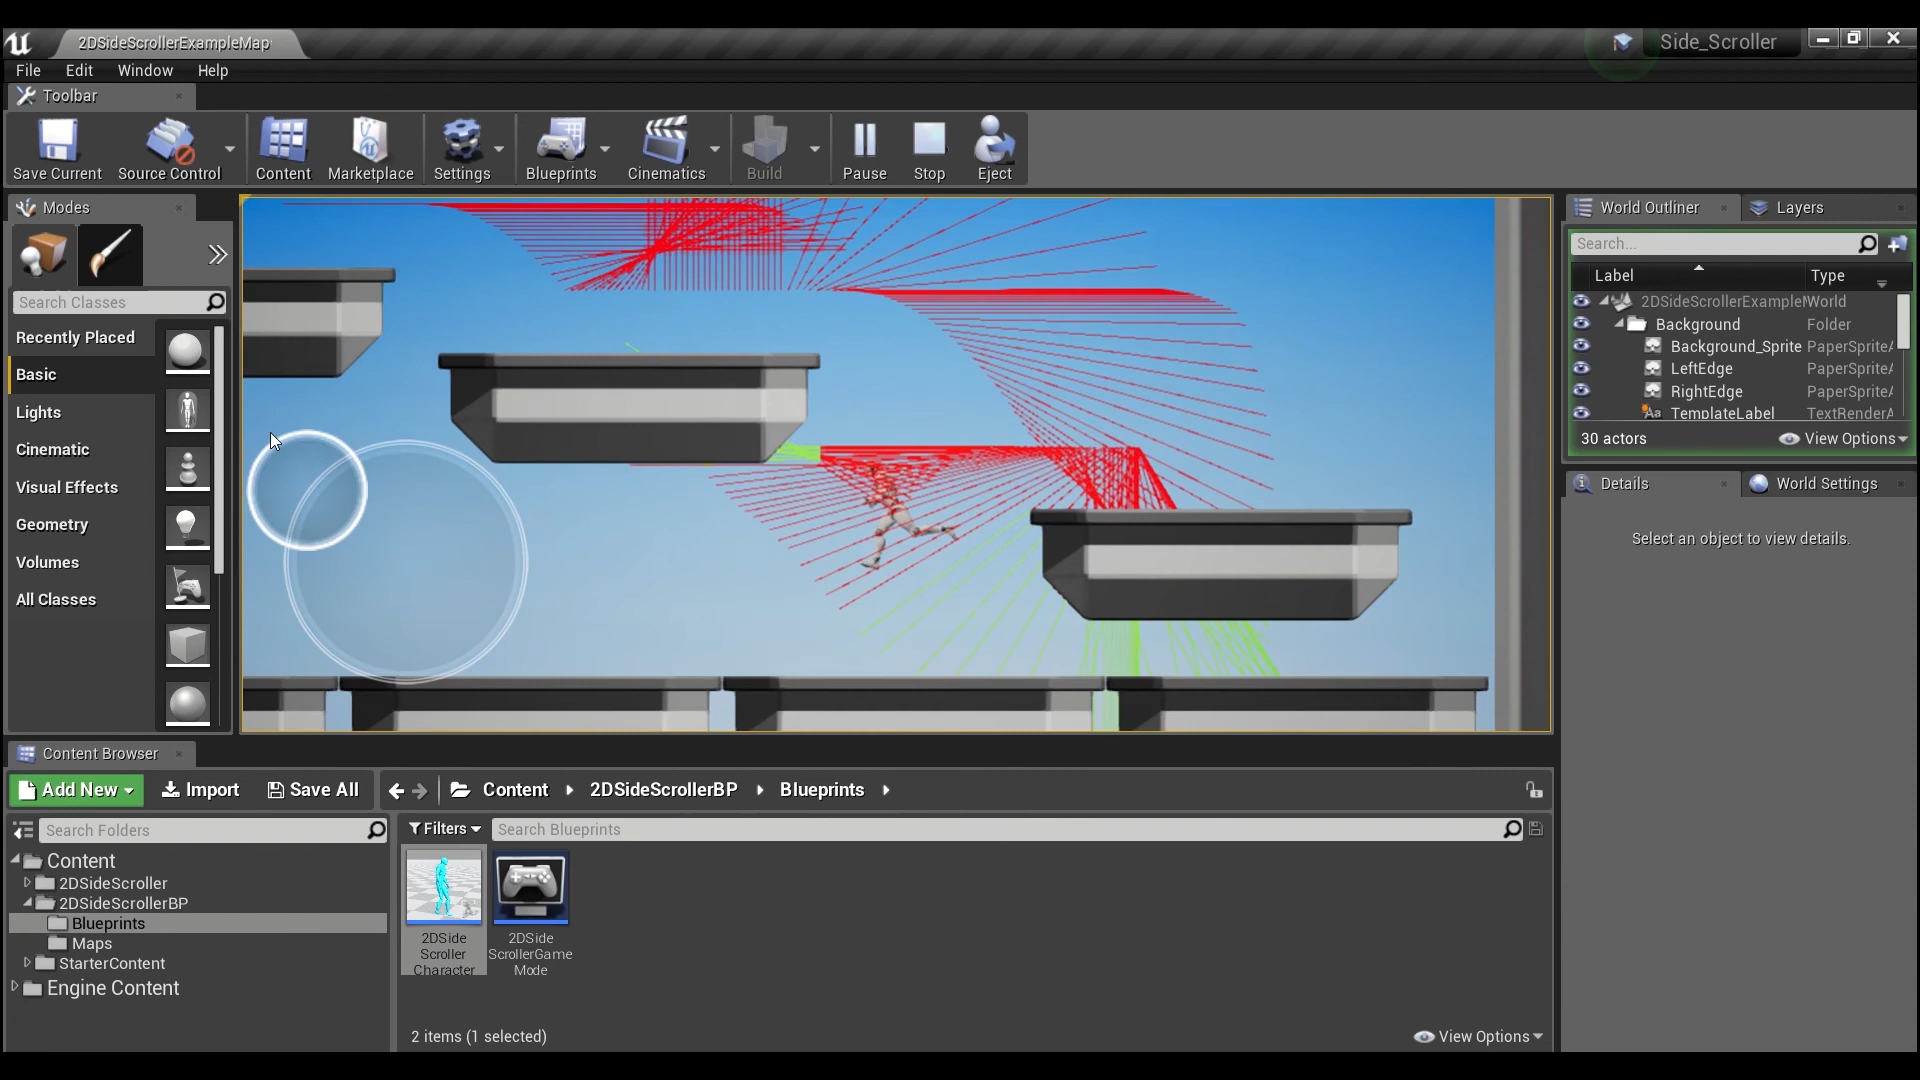 2DSideScrollerExampleMap
Side_Scroller
File Edit Window Help
Toolbar
Save Current Source Control Content Marketplace Settings Blueprints Cinematics Build Pause Stop Eject
Modes
Search Classes
Recently Placed
Basic
Lights
Cinematic
Visual Effects
Geometry
Volumes
All Classes
World Outliner Layers
Search...
Label Type
2DSideScrollerExample World
Background Folder
Background_Sprite PaperSprite
LeftEdge PaperSprite
RightEdge PaperSprite
Aa TemplateLabel TextRender
30 actors View Options
Details World Settings
Select an object to view details.
Content Browser
Add New Import Save All Content 2DSideScrollerBP Blueprints
Search Folders
Filters Search Blueprints
Content
2DSideScroller
2DSideScrollerBP
Blueprints
Maps
StarterContent
Engine Content
2DSide
Scroller
Character
2DSide
ScrollerGame
Mode
2 items (1 selected) View Options